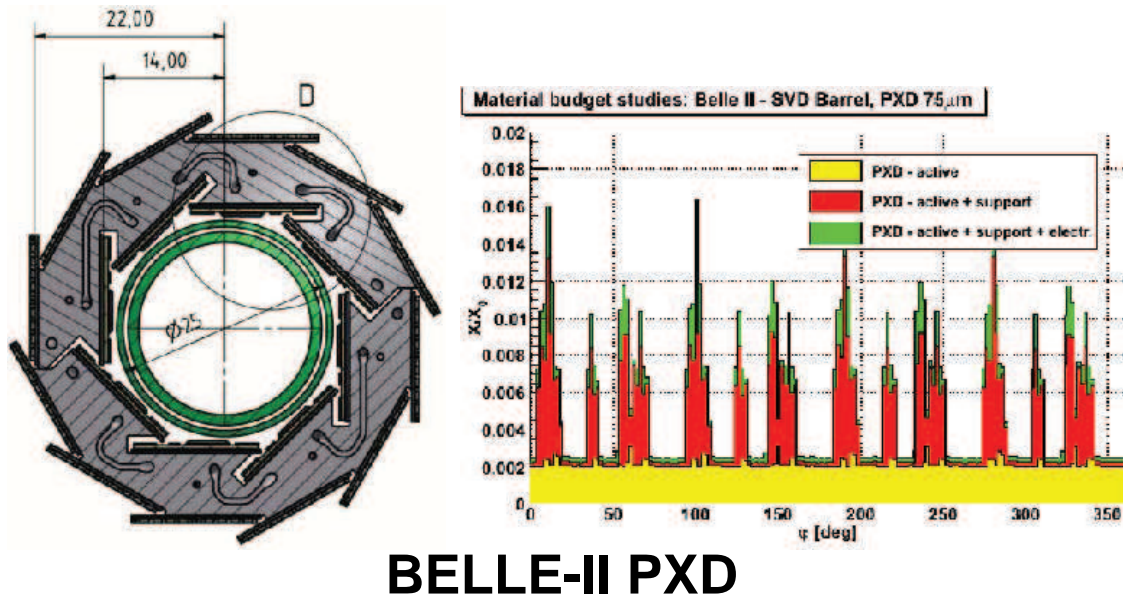 22,00
14,00
D
Ø25
Material budget studies: Belle II - SVD Barrel, PXD 75μm
0.02
0.018
0.016
0.014
0.012
0.01
0.008
0.006
0.004
0.002
0
X/X0
PXD - active
PXD - active + support
PXD - active + support + electr.
0 50 100 150 200 250 300 350
φ [deg]
BELLE-II PXD